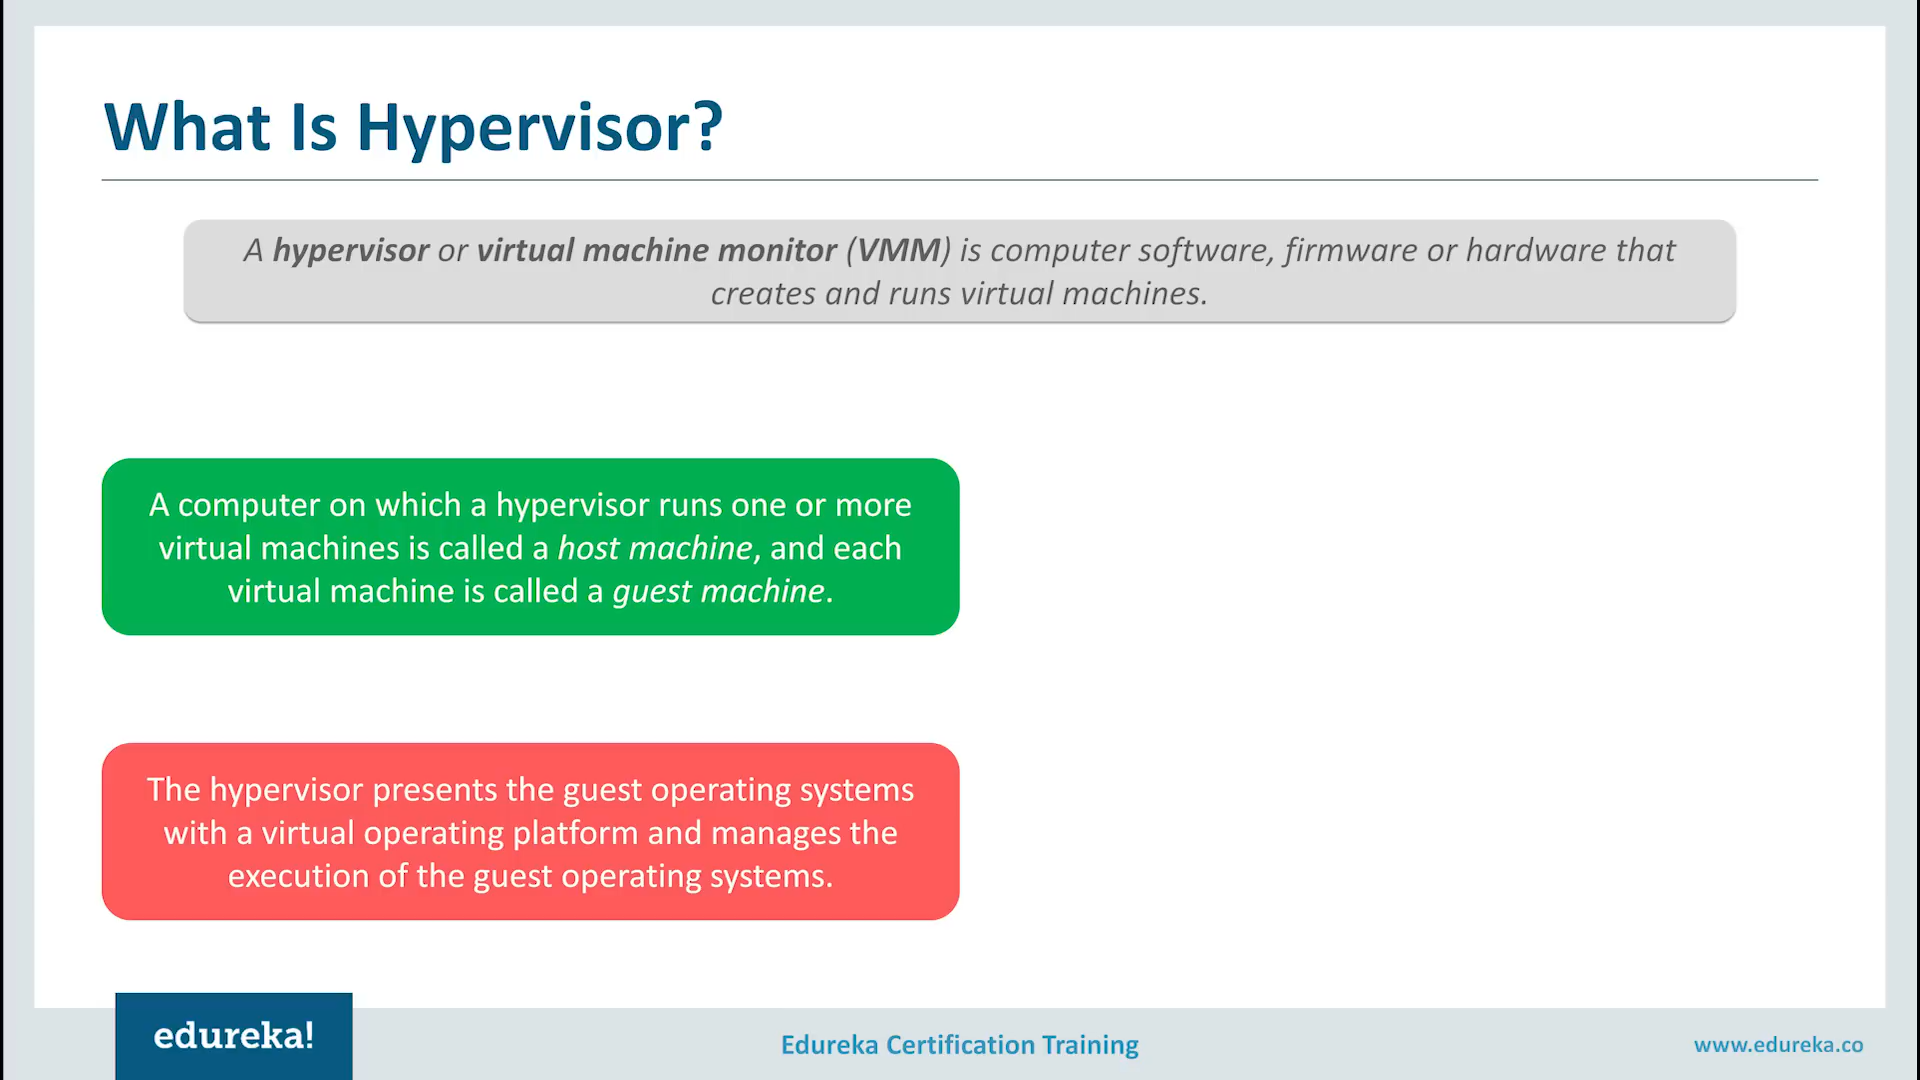 What Is Hypervisor?
A hypervisor or virtual machine monitor (VMM) is computer software, firmware or hardware that
creates and runs virtual machines.
A computer on which a hypervisor runs one or more
virtual machines is called a host machine, and each
virtual machine is called a guest machine.
The hypervisor presents the guest operating systems
with a virtual operating platform and manages the
execution of the guest operating systems.
edureka!
Edureka Certification Training
www.edureka.co